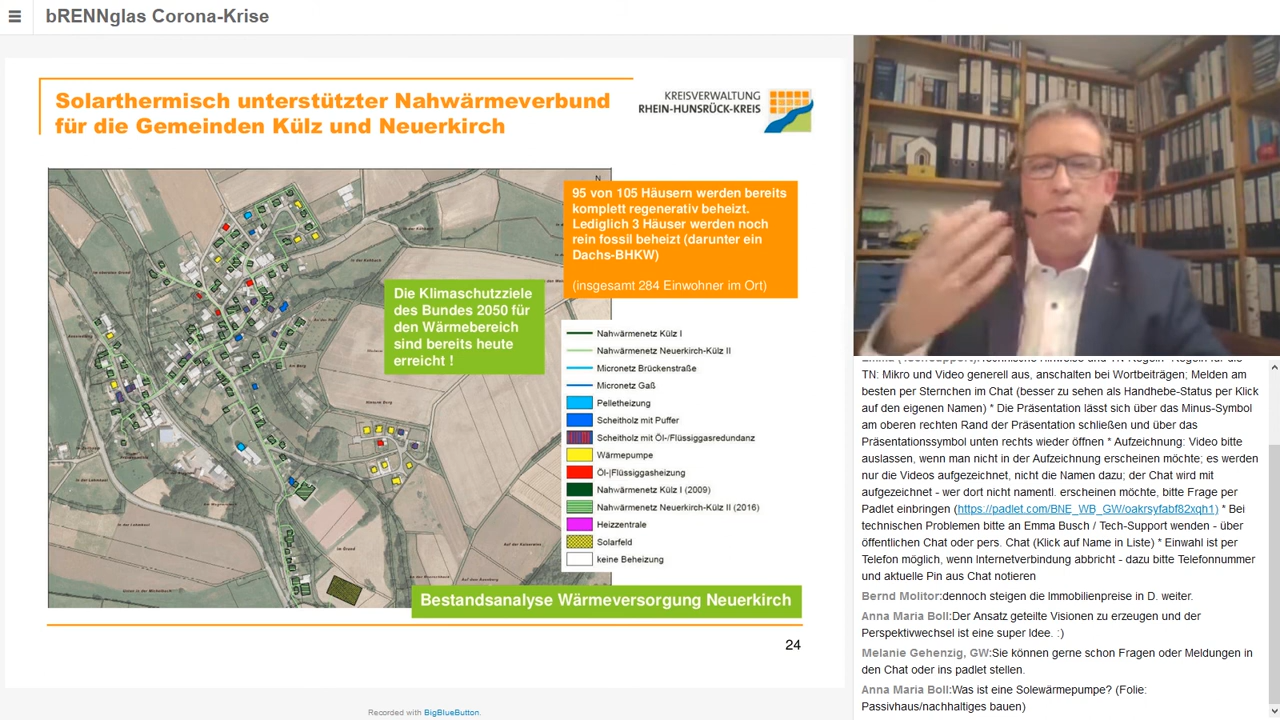 bRENNglas Corona-Krise
Solarthermisch unterstützter Nahwärmeverbund
für die Gemeinden Külz und Neuerkirch
KREISVERWALTUNG
RHEIN-HUNSRÜCK-KREIS
N
95 von 105 Häusern werden bereits
komplett regenerativ beheizt.
Lediglich 3 Häuser werden noch
rein fossil beheizt (darunter ein
Dachs-BHKW)
(insgesamt 284 Einwohner im Ort)
Die Klimaschutzziele
des Bundes 2050 für
den Wärmebereich
sind bereits heute
erreicht !
Nahwärmenetz Külz I
Nahwärmenetz Neuerkirch-Külz II
Micronetz Brückenstraße
Micronetz Gaß
Pelletheizung
Scheitholz mit Puffer
Scheitholz mit Öl-/Flüssiggasredundanz
Wärmepumpe
Öl-|Flüssiggasheizung
Nahwärmenetz Külz I (2009)
Nahwärmenetz Neuerkirch-Külz II (2016)
Heizzentrale
Solarfeld
keine Beheizung
Bestandsanalyse Wärmeversorgung Neuerkirch
24
Recorded with BigBlueButton.
TN: Mikro und Video generell aus, anschalten bei Wortbeiträgen; Melden am
besten per Sternchen im Chat (besser zu sehen als Handhebe-Status per Klick
auf den eigenen Namen) * Die Präsentation lässt sich über das Minus-Symbol
am oberen rechten Rand der Präsentation schließen und über das
Präsentationssymbol unten rechts wieder öffnen * Aufzeichnung: Video bitte
auslassen, wenn man nicht in der Aufzeichnung erscheinen möchte; es werden
nur die Videos aufgezeichnet, nicht die Namen dazu; der Chat wird mit
aufgezeichnet - wer dort nicht namentl. erscheinen möchte, bitte Frage per
Padlet einbringen (https://padlet.com/BNE_WB_GW/oakrsyfabf82xqh1) * Bei
technischen Problemen bitte an Emma Busch / Tech-Support wenden - über
öffentlichen Chat oder pers. Chat (Klick auf Name in Liste) * Einwahl ist per
Telefon möglich, wenn Internetverbindung abbricht - dazu bitte Telefonnummer
und aktuelle Pin aus Chat notieren
Bernd Molitor:dennoch steigen die Immobilienpreise in D. weiter.
Anna Maria Boll:Der Ansatz geteilte Visionen zu erzeugen und der
Perspektivwechsel ist eine super Idee. :)
Melanie Gehenzig, GW:Sie können gerne schon Fragen oder Meldungen in
den Chat oder ins padlet stellen.
Anna Maria Boll:Was ist eine Solewärmepumpe? (Folie:
Passivhaus/nachhaltiges bauen)